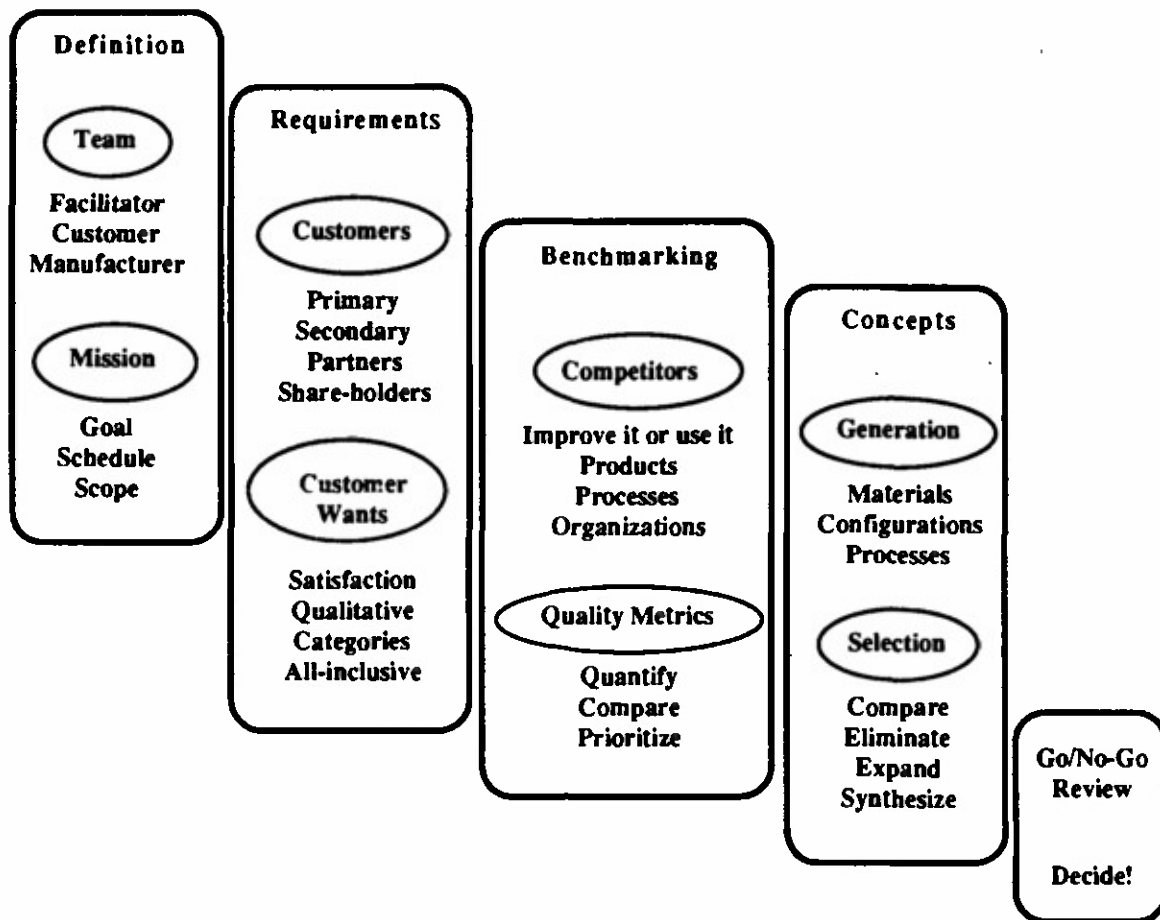 Definition
Team
Facilitator
Customer
Manufacturer
Mission
Goal
Schedule
Scope
Requirements
Customers
Primary
Secondary
Partners
Share-holders
Customer
Wants
Satisfaction
Qualitative
Categories
All-inclusive
Benchmarking
Competitors
Improve it or use it
Products
Processes
Organizations
Quality Metrics
Quantify
Compare
Prioritize
Concepts
Generation
Materials
Configurations
Processes
Selection
Compare
Eliminate
Expand
Synthesize
Go/No-Go
Review
Decide!